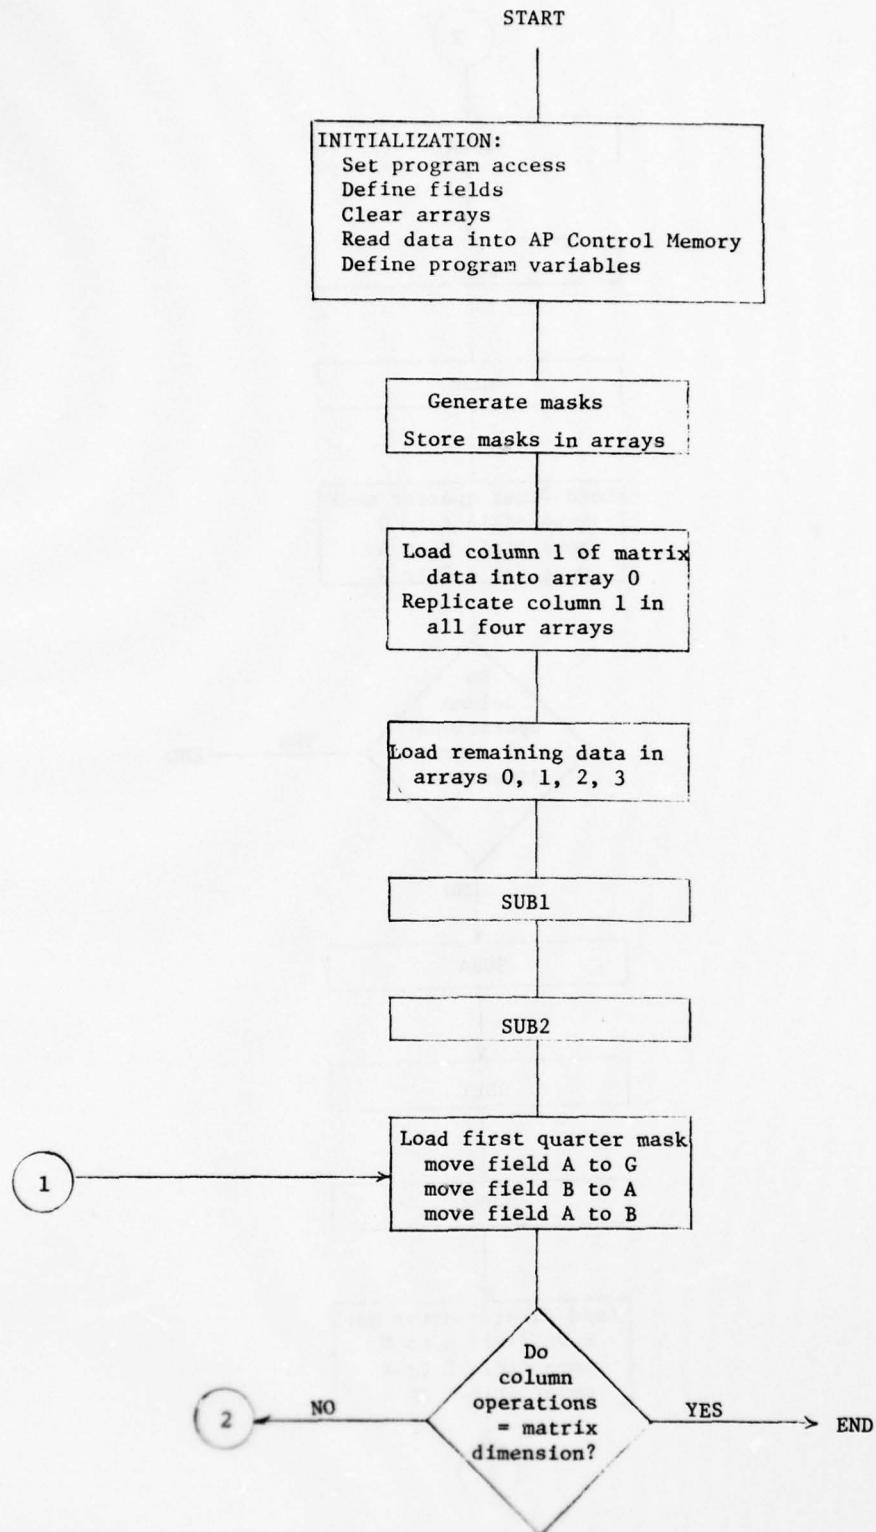 START
INITIALIZATION:
Set program access
Define fields
Clear arrays
Read data into AP Control Memory
Define program variables
Generate masks
Store masks in arrays
Load column 1 of matrix
data into array 0
Replicate column 1 in
all four arrays
Load remaining data in
arrays 0, 1, 2, 3
SUB1
SUB2
Load first quarter mask
move field A to G
move field B to A
move field A to B
1
Do
column
operations
= matrix
dimension?
NO
2
YES
END